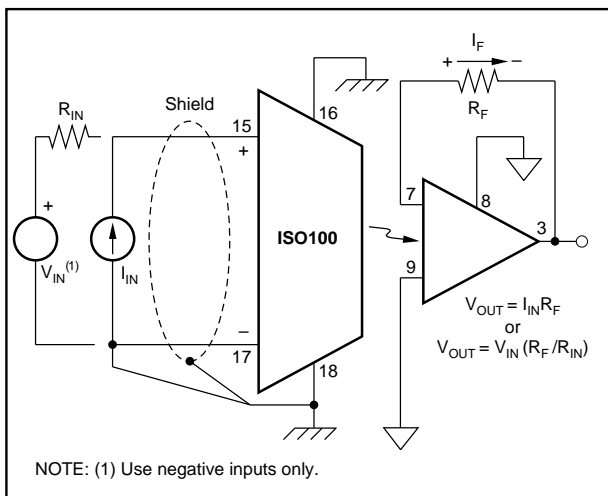 I_F
+ −
R_F
R_IN
Shield
15
+
16
ISO100
7
8
3
9
+
V_IN(1)
I_IN
−
17
18
V_OUT = I_IN R_F
or
V_OUT = V_IN (R_F/R_IN)
NOTE: (1) Use negative inputs only.